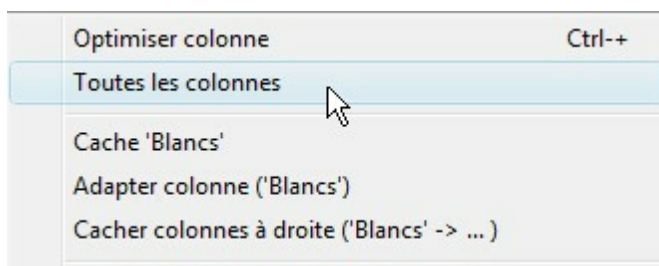 Optimiser colonne Ctrl-+
Toutes les colonnes
Cache 'Blancs'
Adapter colonne ('Blancs')
Cacher colonnes à droite ('Blancs' -> ... )